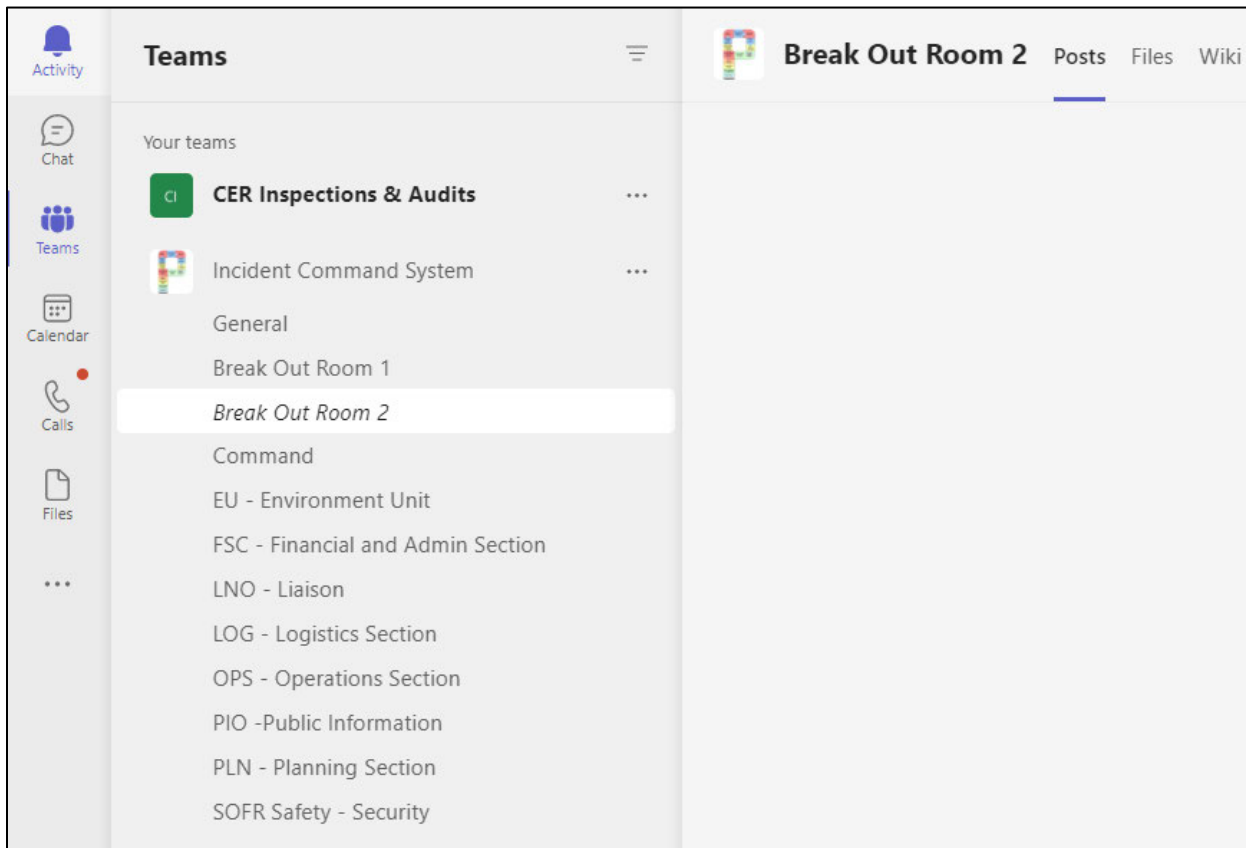 Activity
Chat
Teams
Calendar
Calls
Files
Teams
Your teams
CI
CER Inspections & Audits
Incident Command System
General
Break Out Room 1
Break Out Room 2
Command
EU - Environment Unit
FSC - Financial and Admin Section
LNO - Liaison
LOG - Logistics Section
OPS - Operations Section
PIO -Public Information
PLN - Planning Section
SOFR Safety - Security
Break Out Room 2 Posts Files Wiki